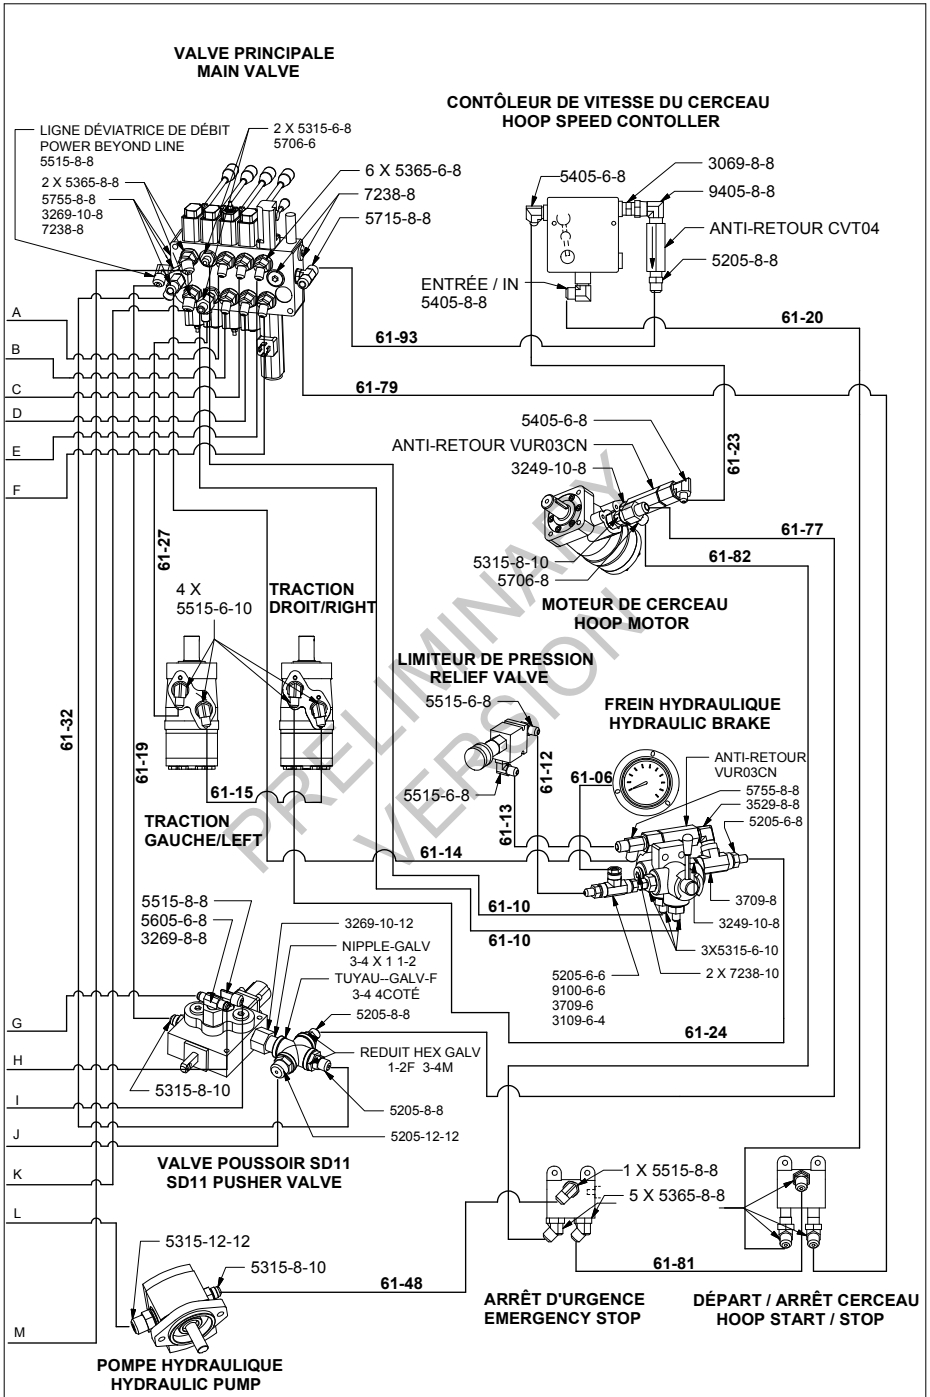 VALVE PRINCIPALE
MAIN VALVE
LIGNE DÉVIATRICE DE DÉBIT
POWER BEYOND LINE
5515-8-8
2 X 5365-8-8
5755-8-8
3269-10-8
7238-8
2 X 5315-6-8
5706-6
6 X 5365-6-8
7238-8
5715-8-8
CONTÔLEUR DE VITESSE DU CERCEAU
HOOP SPEED CONTOLLER
5405-6-8
3069-8-8
9405-8-8
ANTI-RETOUR CVT04
5205-8-8
ENTRÉE / IN
5405-8-8
A
B
C
D
E
F
61-93
61-20
61-79
61-23
5405-6-8
ANTI-RETOUR VUR03CN
3249-10-8
5315-8-10
5706-8
61-77
61-82
MOTEUR DE CERCEAU
HOOP MOTOR
61-27
4 X
5515-6-10
TRACTION
DROIT/RIGHT
61-32
61-19
61-15
TRACTION
GAUCHE/LEFT
LIMITEUR DE PRESSION
RELIEF VALVE
5515-6-8
5515-6-8
61-12
61-13
61-14
FREIN HYDRAULIQUE
HYDRAULIC BRAKE
61-06
ANTI-RETOUR
VUR03CN
5755-8-8
3529-8-8
5205-6-8
3709-8
3249-10-8
3X5315-6-10
2 X 7238-10
61-10
61-10
5205-6-6
9100-6-6
3709-6
3109-6-4
61-24
PRELIMINARY
VERSION
5515-8-8
5605-6-8
3269-8-8
3269-10-12
NIPPLE-GALV
3-4 X 1 1-2
TUYAU--GALV-F
3-4 4COTÉ
5205-8-8
REDUIT HEX GALV
1-2F 3-4M
5205-8-8
5205-12-12
5315-8-10
G
H
I
J
K
L
M
VALVE POUSSOIR SD11
SD11 PUSHER VALVE
5315-12-12
5315-8-10
61-48
POMPE HYDRAULIQUE
HYDRAULIC PUMP
1 X 5515-8-8
5 X 5365-8-8
61-81
ARRÊT D'URGENCE
EMERGENCY STOP
DÉPART / ARRÊT CERCEAU
HOOP START / STOP